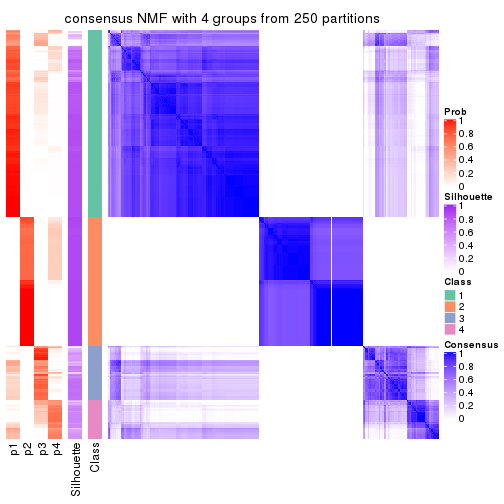 consensus NMF with 4 groups from 250 partitions
Prob
1
0.8
0.6
0.4
0.2
0
Silhouette
1
0.8
0.6
0.4
0.2
0
Class
1
2
3
4
Consensus
1
0.8
0.6
0.4
0.2
0
p1
p2
p3
p4
Silhouette
Class